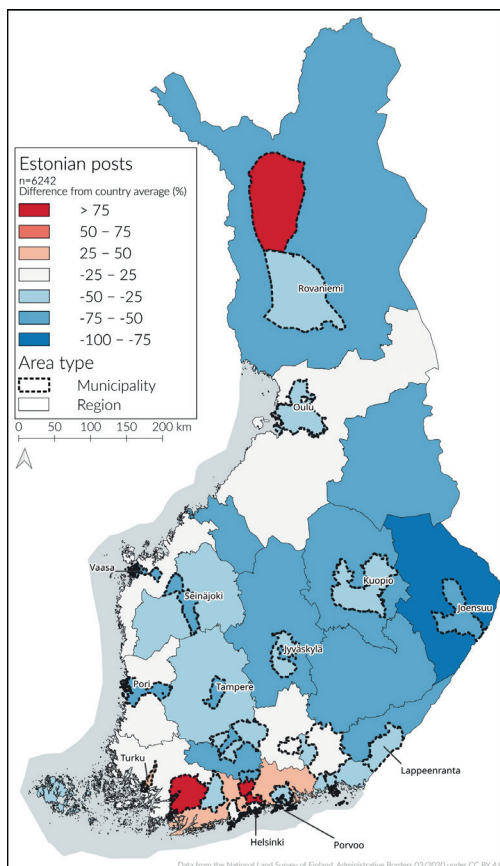 Estonian posts
n=6242
Difference from country average (%)
> 75
50 – 75
25 – 50
-25 – 25
-50 – -25
-75 – -50
-100 – -75
Area type
Municipality
Region
0 50 100 150 200 km
Rovaniemi
Oulu
Vaasa
Seinäjoki
Kuopio
Joensuu
Jyväskylä
Pori
Tampere
Turku
Lappeenranta
Helsinki
Porvoo
Data from the National Land Survey of Finland, Administrative Borders 03/2020 under CC BY 4.0